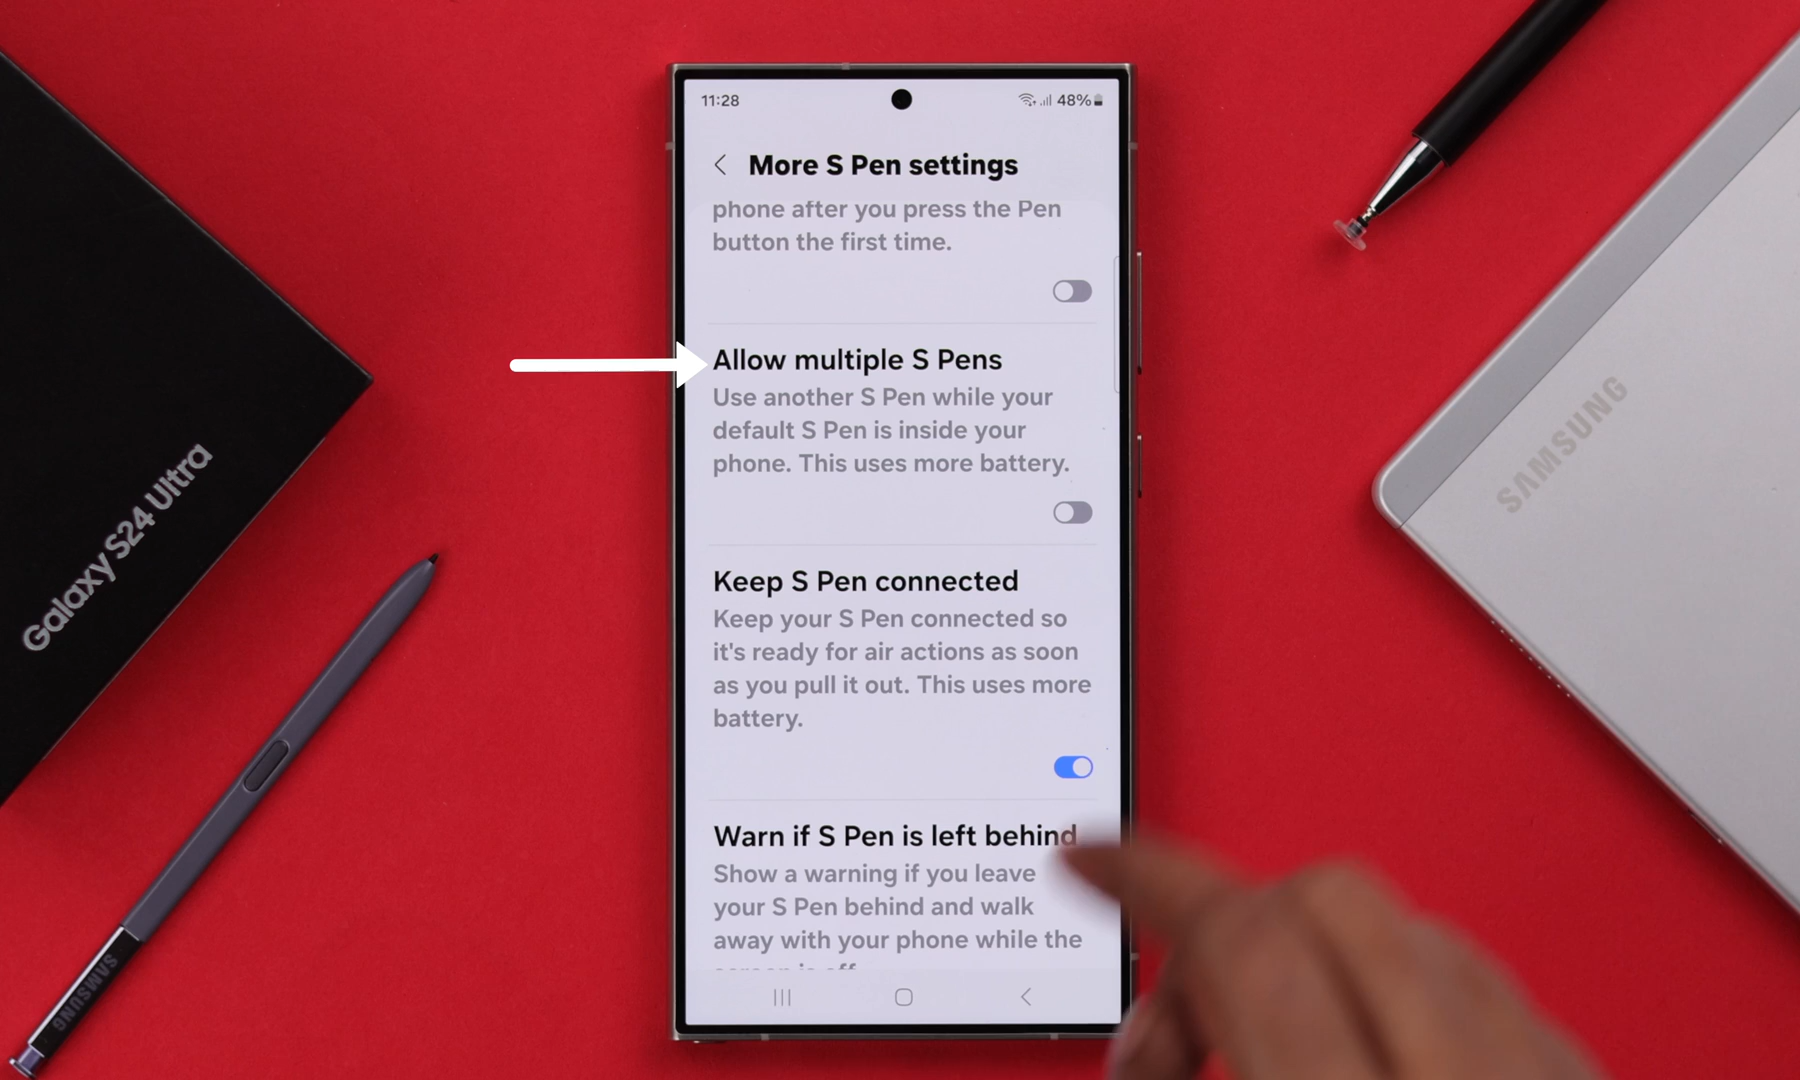 11:28
48%
More S Pen settings
phone after you press the Pen
button the first time.
Allow multiple S Pens
Use another S Pen while your
default S Pen is inside your
phone. This uses more battery.
Keep S Pen connected
Keep your S Pen connected so
it's ready for air actions as soon
as you pull it out. This uses more
battery.
Warn if S Pen is left behind
Show a warning if you leave
your S Pen behind and walk
away with your phone while the
screen is off
Galaxy S24 Ultra
SAMSUNG
SAMSUNG